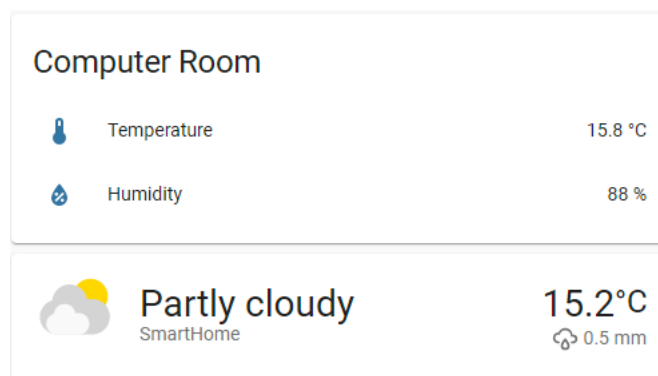 Computer Room
Temperature 15.8 °C
Humidity 88 %
Partly cloudy 15.2°C
SmartHome 0.5 mm